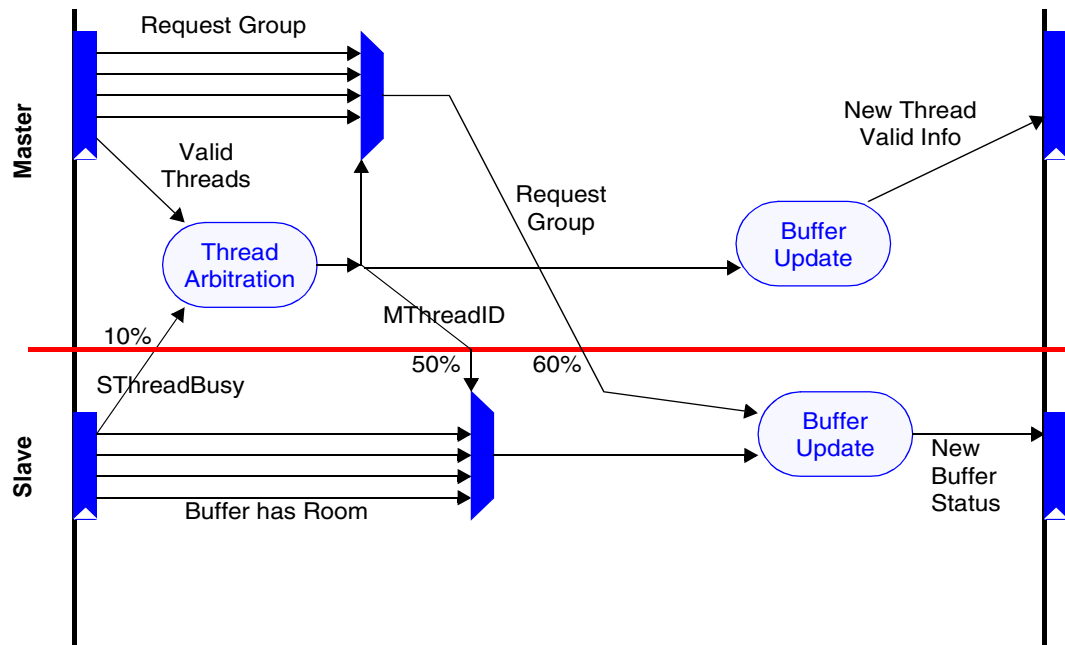 Request Group
Master
Valid
Threads
New Thread
Valid Info
Request
Group
Thread
Arbitration
Buffer
Update
MThreadID
10%
50%
60%
SThreadBusy
Slave
Buffer
Update
New
Buffer
Status
Buffer has Room